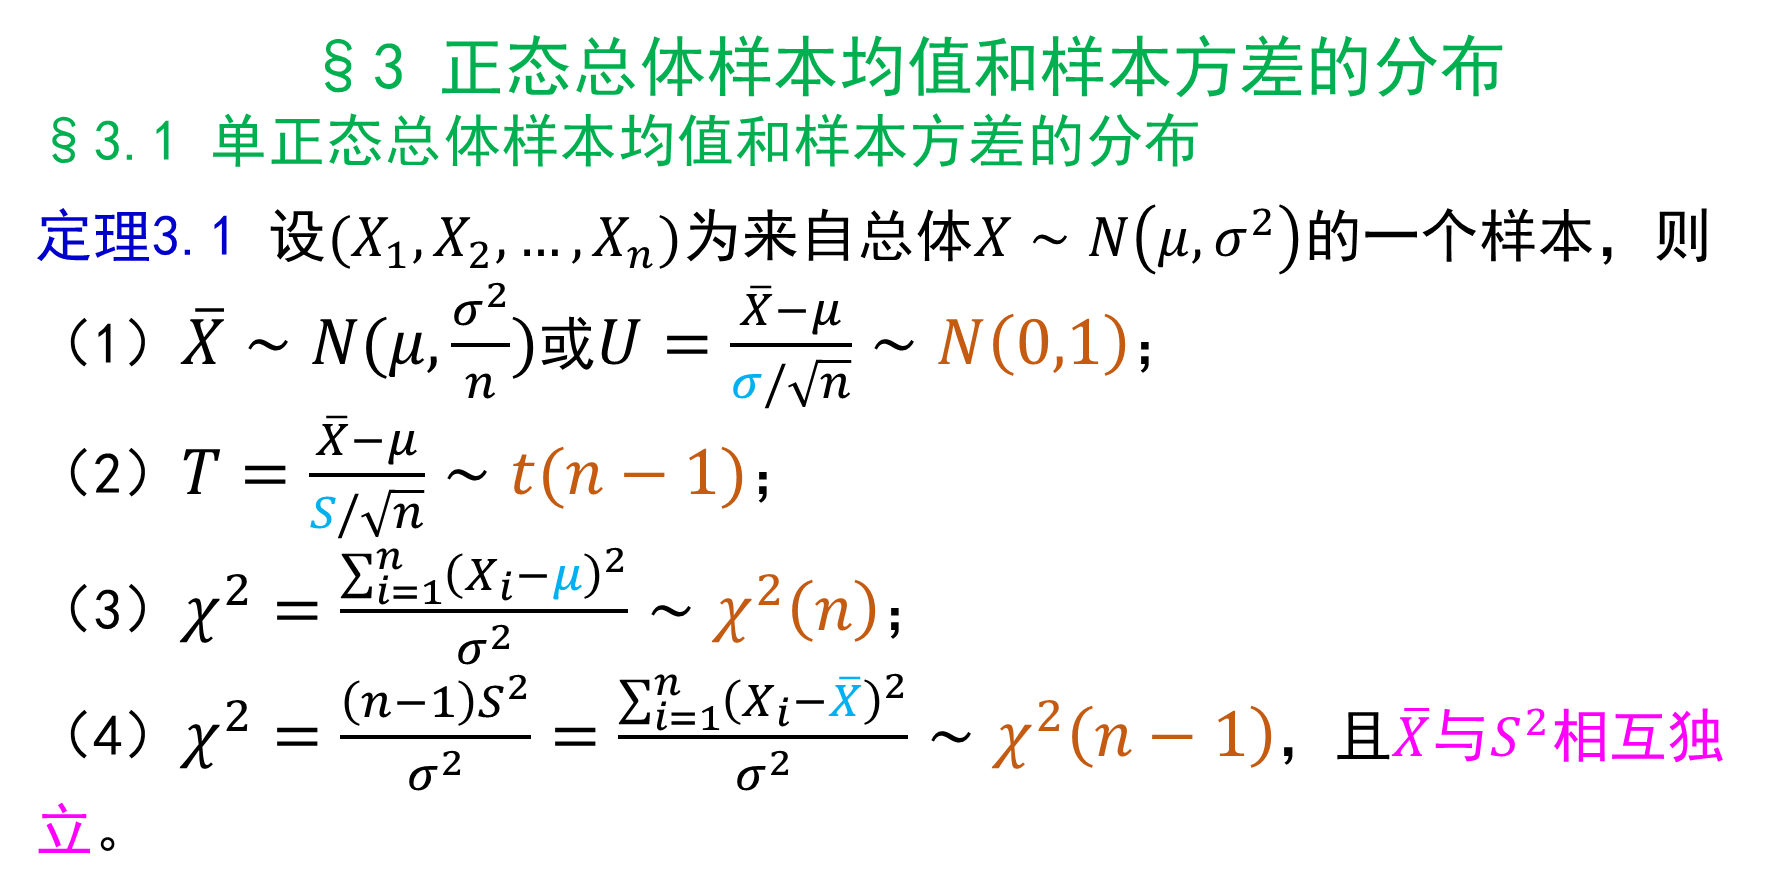 §3 正态总体样本均值和样本方差的分布
§3.1 单正态总体样本均值和样本方差的分布
定理3.1 设(X₁, X₂, …, Xₙ)为来自总体X ~ N(μ, σ²)的一个样本，则
（1）X̄ ~ N(μ, σ²/n)或U = (X̄−μ)/(σ/√n) ~ N(0,1)；
（2）T = (X̄−μ)/(S/√n) ~ t(n − 1)；
（3）χ² = ∑ᵢ₌₁ⁿ(Xᵢ−μ)²/σ² ~ χ²(n)；
（4）χ² = (n−1)S²/σ² = ∑ᵢ₌₁ⁿ(Xᵢ−X̄)²/σ² ~ χ²(n − 1)，且X̄与S²相互独
立。